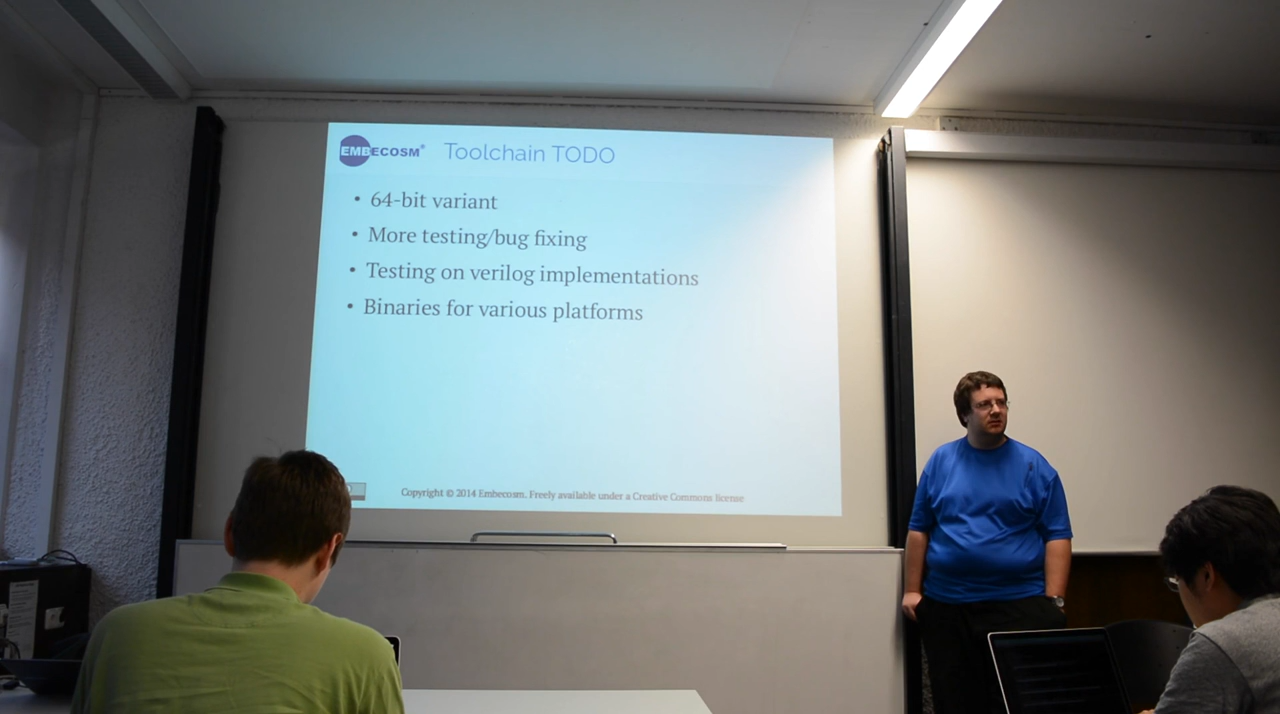 EMBECOSM®
Toolchain TODO
• 64-bit variant
• More testing/bug fixing
• Testing on verilog implementations
• Binaries for various platforms
Copyright © 2014 Embecosm. Freely available under a Creative Commons license